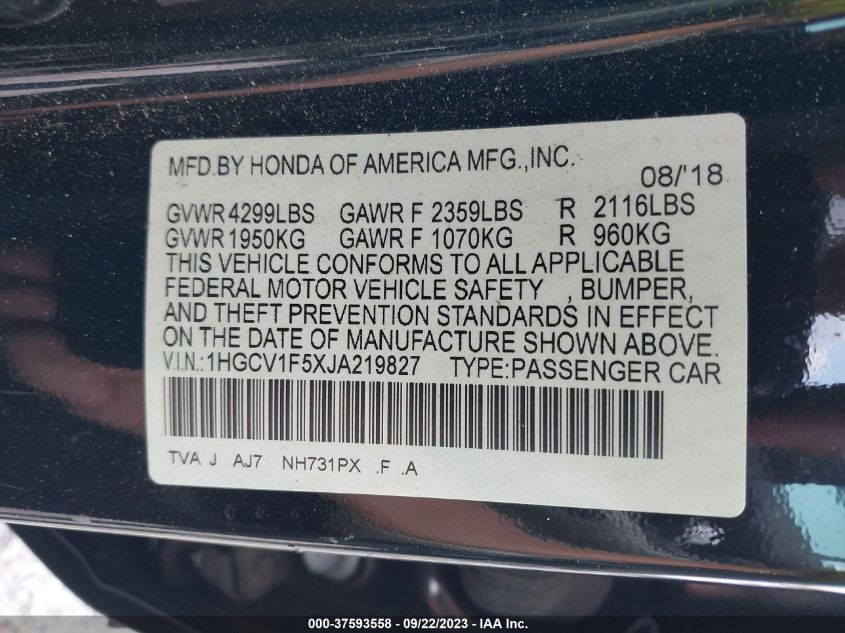 MFD.BY HONDA OF AMERICA MFG.,INC.
08/'18
GVWR 4299LBS GAWR F 2359LBS R 2116LBS
GVWR 1950KG GAWR F 1070KG R 960KG
THIS VEHICLE CONFORMS TO ALL APPLICABLE
FEDERAL MOTOR VEHICLE SAFETY , BUMPER,
AND THEFT PREVENTION STANDARDS IN EFFECT
ON THE DATE OF MANUFACTURE SHOWN ABOVE.
V.I.N.:1HGCV1F5XJA219827 TYPE:PASSENGER CAR
TVA J AJ7 NH731PX .F .A
000-37593558 - 09/22/2023 - IAA Inc.